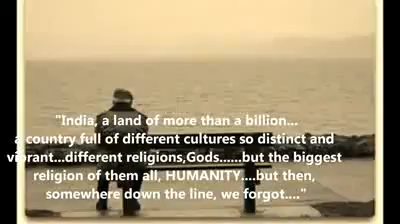 "India, a land of more than a billion...
a country full of different cultures so distinct and
vibrant...different religions,Gods......but the biggest
religion of them all, HUMANITY....but then,
somewhere down the line, we forgot...."